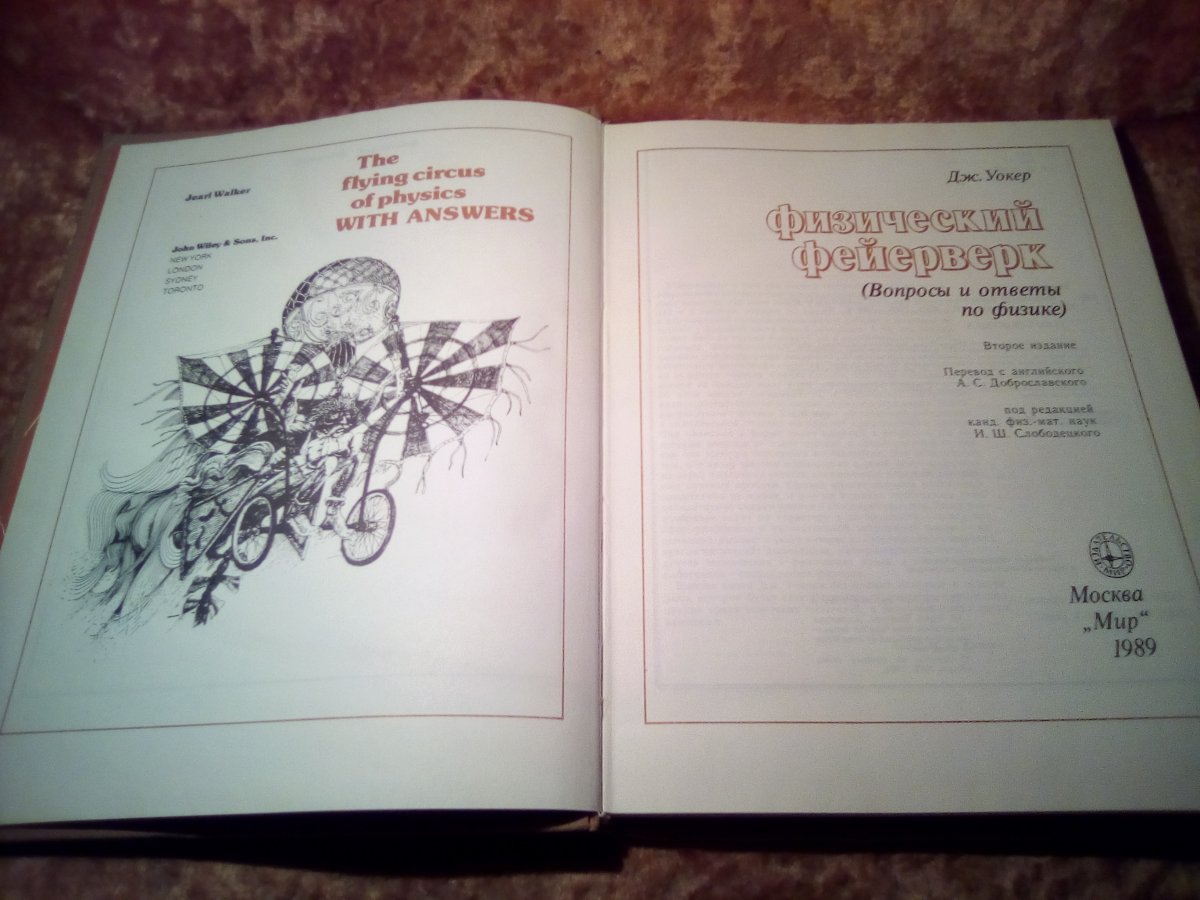 Jearl Walker
The
flying circus
of physics
WITH ANSWERS
John Wiley & Sons, Inc.
NEW YORK
LONDON
SYDNEY
TORONTO
Дж. Уокер
физический
фейерверк
(Вопросы и ответы
по физике)
Второе издание
Перевод с английского
А. С. Доброславского
под редакцией
канд. физ.-мат. наук
И. Ш. Слободецкого
ИЗДАТЕЛЬСТВО
МИР
Москва
„Мир“
1989